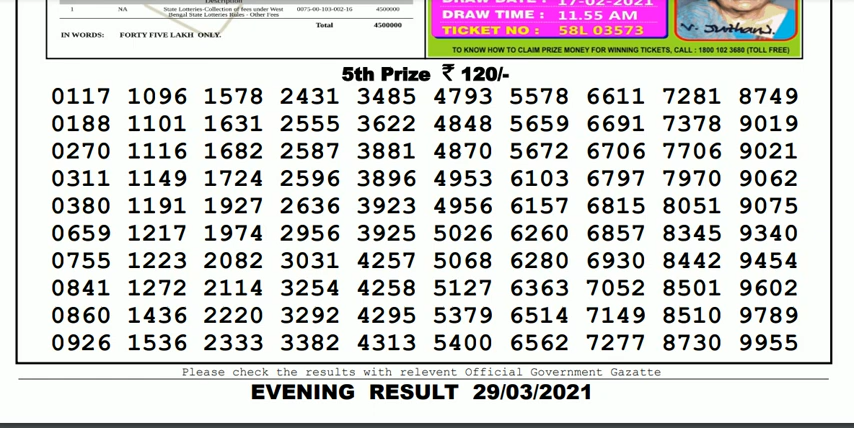 Description
1 NA State Lotteries-Collection of fees under West Bengal State Lotteries Rules - Other Fees 0075-00-103-002-16 4500000
Total 4500000
IN WORDS: FORTY FIVE LAKH ONLY.
DRAW DATE : 17-02-2021
DRAW TIME : 11.55 AM
TICKET NO : 58L 03573
TO KNOW HOW TO CLAIM PRIZE MONEY FOR WINNING TICKETS, CALL : 1800 102 3680 (TOLL FREE)
5th Prize ₹ 120/-
0117 1096 1578 2431 3485 4793 5578 6611 7281 8749
0188 1101 1631 2555 3622 4848 5659 6691 7378 9019
0270 1116 1682 2587 3881 4870 5672 6706 7706 9021
0311 1149 1724 2596 3896 4953 6103 6797 7970 9062
0380 1191 1927 2636 3923 4956 6157 6815 8051 9075
0659 1217 1974 2956 3925 5026 6260 6857 8345 9340
0755 1223 2082 3031 4257 5068 6280 6930 8442 9454
0841 1272 2114 3254 4258 5127 6363 7052 8501 9602
0860 1436 2220 3292 4295 5379 6514 7149 8510 9789
0926 1536 2333 3382 4313 5400 6562 7277 8730 9955
Please check the results with relevent Official Government Gazatte
EVENING RESULT 29/03/2021